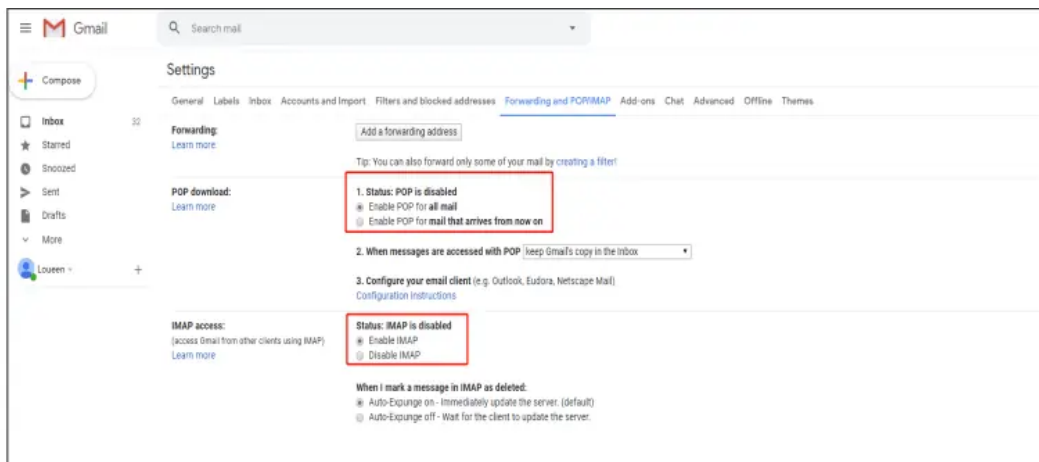 Gmail
Search mail
Compose
Inbox 32
Starred
Snoozed
Sent
Drafts
More
Loueen
Settings
General Labels Inbox Accounts and Import Filters and blocked addresses Forwarding and POP/IMAP Add-ons Chat Advanced Offline Themes
Forwarding:
Learn more
Add a forwarding address
Tip: You can also forward only some of your mail by creating a filter!
POP download:
Learn more
1. Status: POP is disabled
Enable POP for all mail
Enable POP for mail that arrives from now on
2. When messages are accessed with POP keep Gmail's copy in the Inbox
3. Configure your email client (e.g. Outlook, Eudora, Netscape Mail)
Configuration instructions
IMAP access:
(access Gmail from other clients using IMAP)
Learn more
Status: IMAP is disabled
Enable IMAP
Disable IMAP
When I mark a message in IMAP as deleted:
Auto-Expunge on - Immediately update the server. (default)
Auto-Expunge off - Wait for the client to update the server.